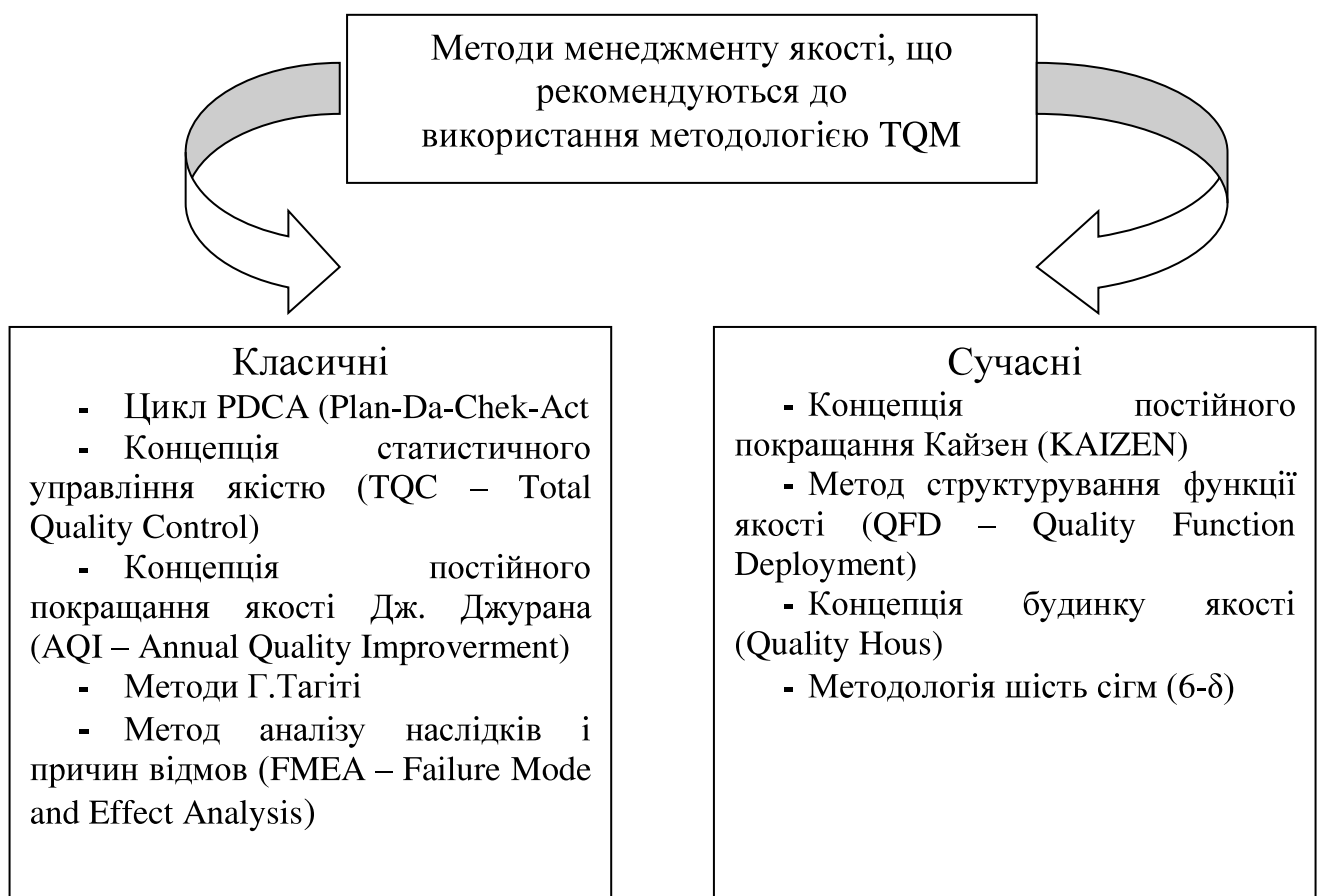 Методи менеджменту якості, що
рекомендуються до
використання методологією TQM
Класичні
- Цикл PDCA (Plan-Da-Chek-Act
- Концепція статистичного
управління якістю (TQC – Total
Quality Control)
- Концепція постійного
покращання якості Дж. Джурана
(AQI – Annual Quality Improverment)
- Методи Г.Тагіті
- Метод аналізу наслідків і
причин відмов (FMEA – Failure Mode
and Effect Analysis)
Сучасні
- Концепція постійного
покращання Кайзен (KAIZEN)
- Метод структурування функції
якості (QFD – Quality Function
Deployment)
- Концепція будинку якості
(Quality Hous)
- Методологія шість сігм (6-δ)